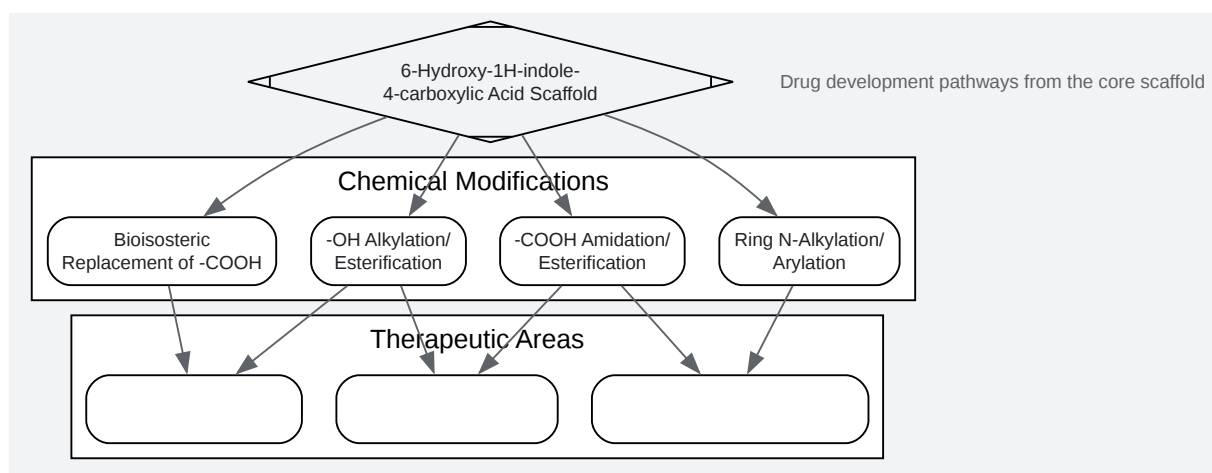 6-Hydroxy-1H-indole-
4-carboxylic Acid Scaffold
Drug development pathways from the core scaffold
Chemical Modifications
Bioisosteric
Replacement of -COOH
-OH Alkylation/
Esterification
-COOH Amidation/
Esterification
Ring N-Alkylation/
Arylation
Therapeutic Areas